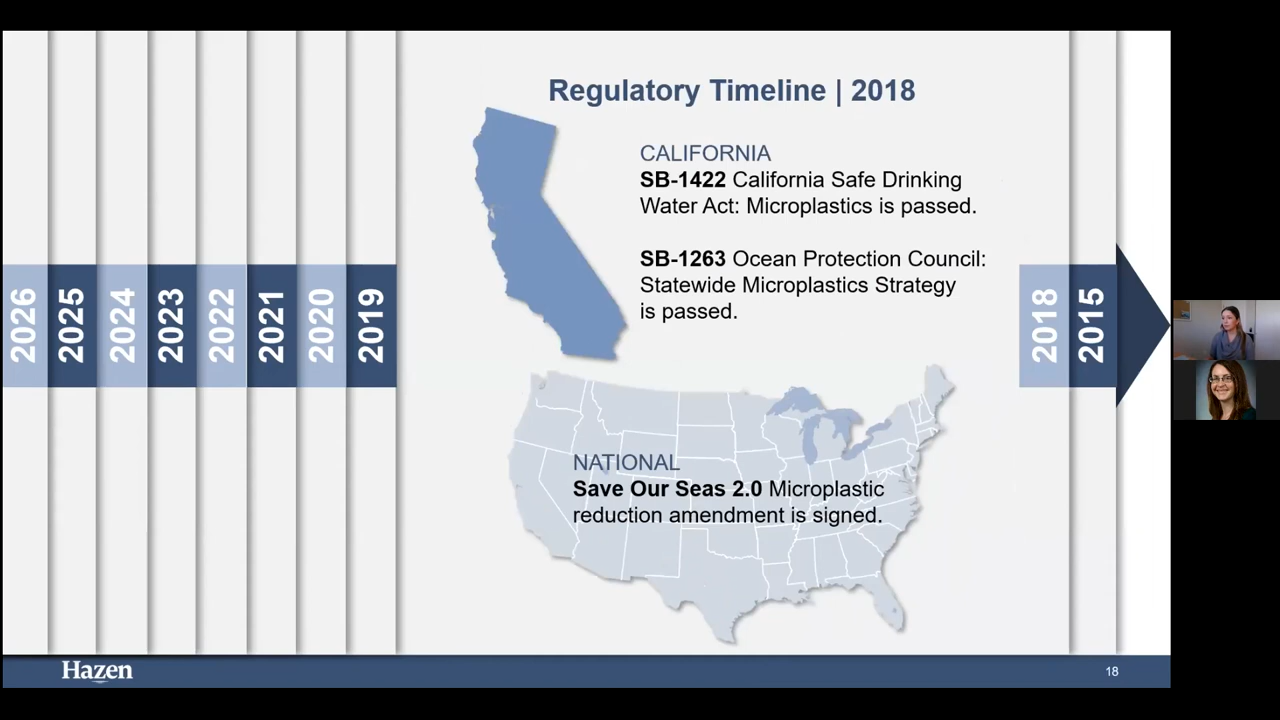 Regulatory Timeline | 2018
CALIFORNIA
SB-1422 California Safe Drinking
Water Act: Microplastics is passed.
SB-1263 Ocean Protection Council:
Statewide Microplastics Strategy
is passed.
NATIONAL
Save Our Seas 2.0 Microplastic
reduction amendment is signed.
2026
2025
2024
2023
2022
2021
2020
2019
2018
2015
Hazen
18